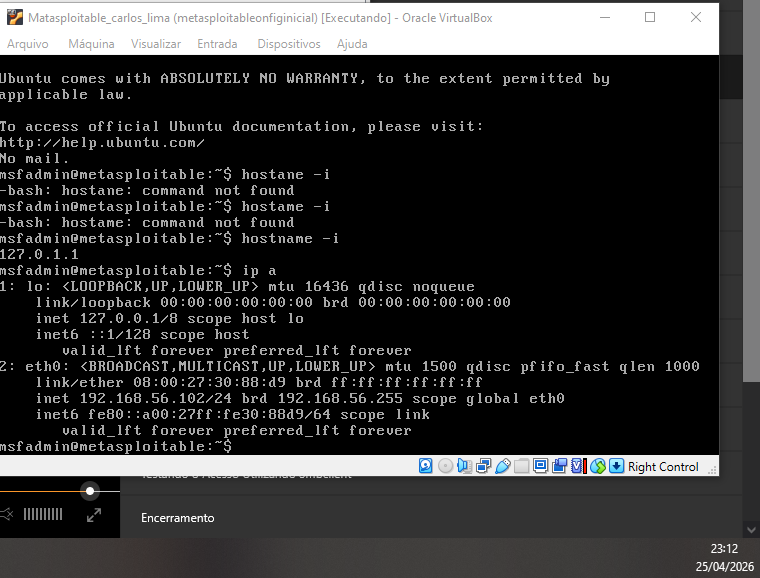 Matasploitable_carlos_lima (metasploitableonfiginicial) [Executando] - Oracle VirtualBox
Arquivo Máquina Visualizar Entrada Dispositivos Ajuda
Ubuntu comes with ABSOLUTELY NO WARRANTY, to the extent permitted by
applicable law.
To access official Ubuntu documentation, please visit:
http://help.ubuntu.com/
No mail.
msfadmin@metasploitable:~$ hostane -i
-bash: hostane: command not found
msfadmin@metasploitable:~$ hostame -i
-bash: hostame: command not found
msfadmin@metasploitable:~$ hostname -i
127.0.1.1
msfadmin@metasploitable:~$ ip a
1: lo: <LOOPBACK,UP,LOWER_UP> mtu 16436 qdisc noqueue
link/loopback 00:00:00:00:00:00 brd 00:00:00:00:00:00
inet 127.0.0.1/8 scope host lo
inet6 ::1/128 scope host
valid_lft forever preferred_lft forever
2: eth0: <BROADCAST,MULTICAST,UP,LOWER_UP> mtu 1500 qdisc pfifo_fast qlen 1000
link/ether 08:00:27:30:88:d9 brd ff:ff:ff:ff:ff:ff
inet 192.168.56.102/24 brd 192.168.56.255 scope global eth0
inet6 fe80::a00:27ff:fe30:88d9/64 scope link
valid_lft forever preferred_lft forever
msfadmin@metasploitable:~$
Right Control
Testando o Acesso Utilizando Smbclient
Encerramento
23:12
25/04/2026